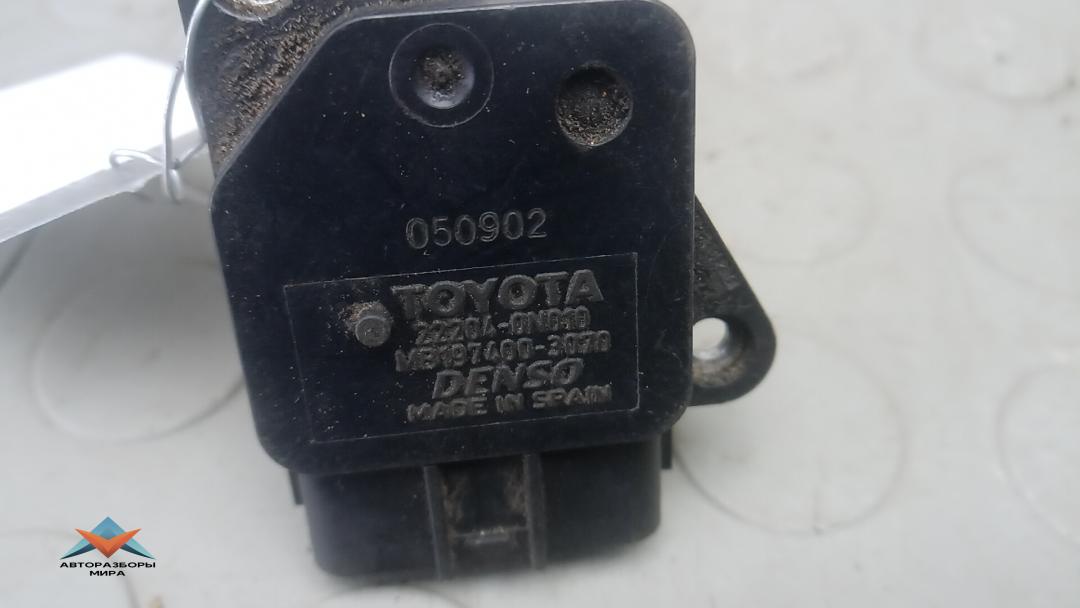 050902
TOYOTA
22204-0N010
MB197400-3070
DENSO
MADE IN SPAIN
АВТОРАЗБОРЫ
МИРА